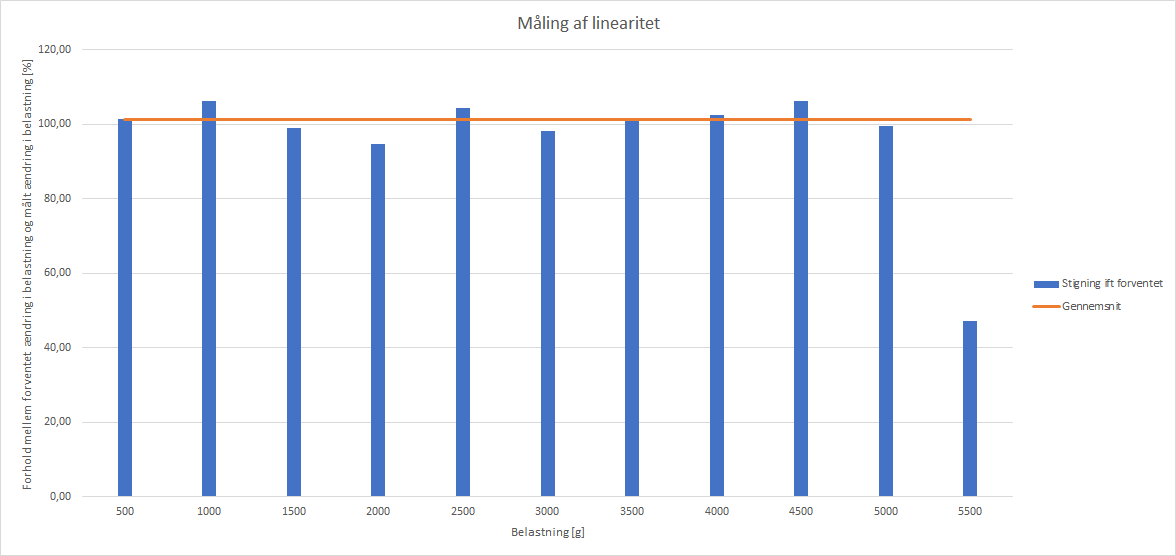 Måling af linearitet
Forhold mellem forventet ændring i belastning og målt ændring i belastning [%]
120,00
100,00
80,00
60,00
40,00
20,00
0,00
500 1000 1500 2000 2500 3000 3500 4000 4500 5000 5500
Belastning [g]
Stigning ift forventet
Gennemsnit